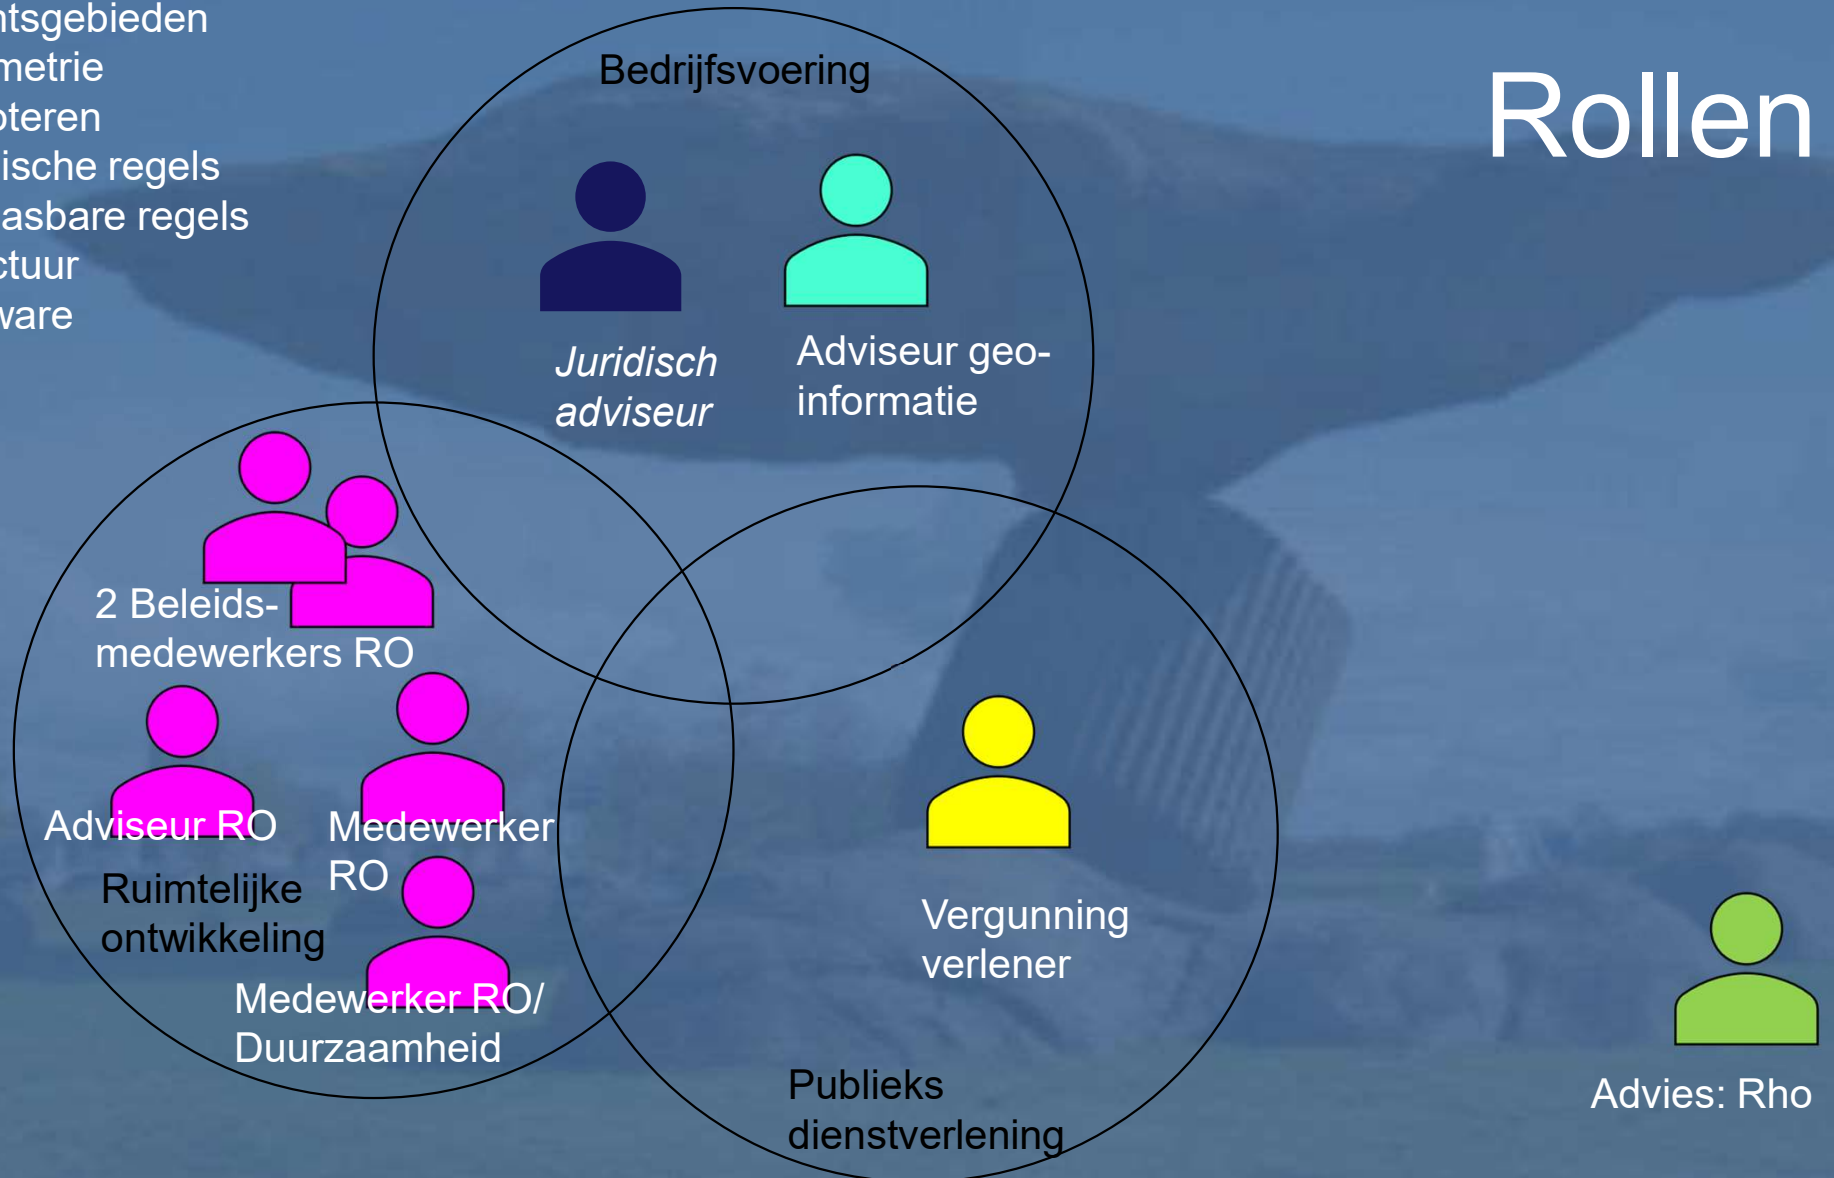 Rollen
ntsgebieden
metrie
oteren
ische regels
asbare regels
ctuur
ware
Bedrijfsvoering
Juridisch
adviseur
Adviseur geo-
informatie
2 Beleids-
medewerkers RO
Adviseur RO
Medewerker
RO
Ruimtelijke
ontwikkeling
Medewerker RO/
Duurzaamheid
Vergunning
verlener
Publieks
dienstverlening
Advies: Rho